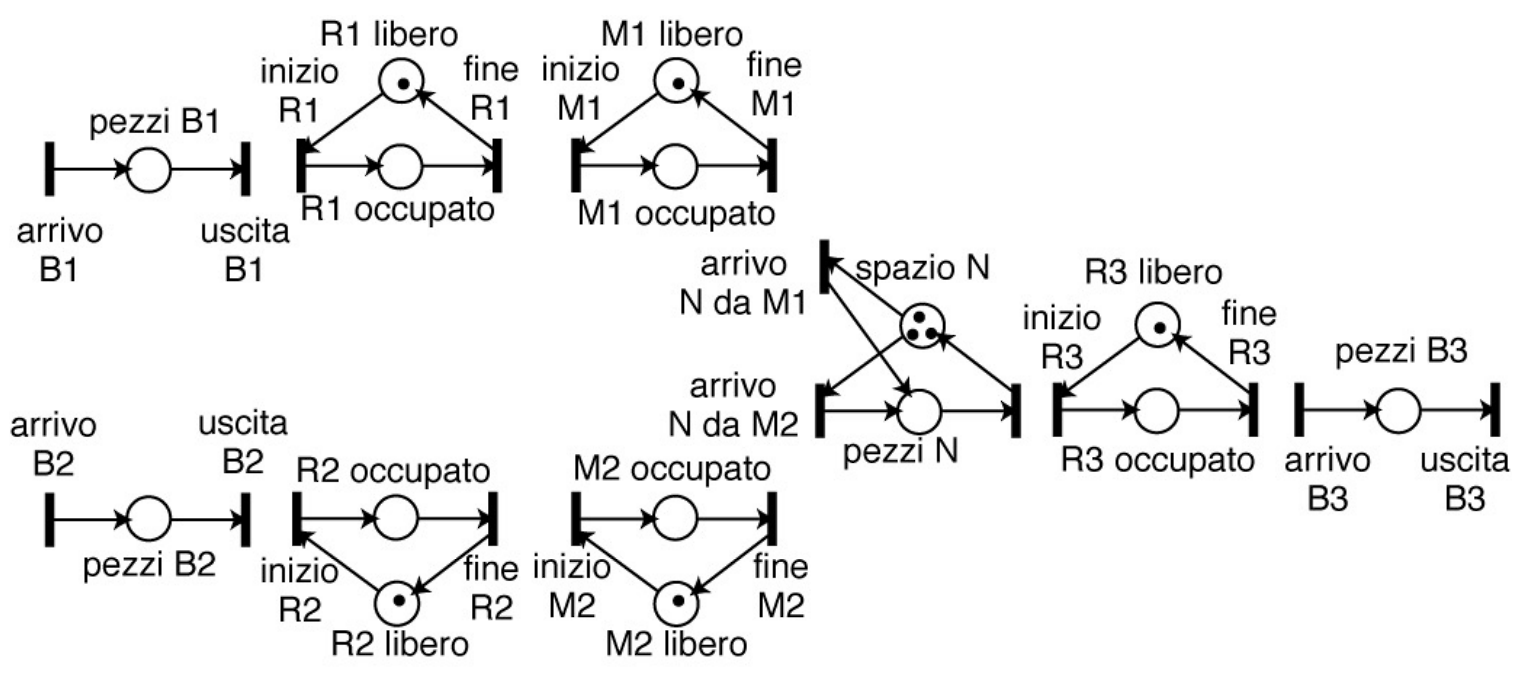 R1 libero
M1 libero
inizio
R1
fine
R1
inizio
M1
fine
M1
pezzi B1
R1 occupato
M1 occupato
arrivo
B1
uscita
B1
arrivo
N da M1
spazio N
R3 libero
inizio
R3
fine
R3
pezzi B3
arrivo
N da M2
pezzi N
R3 occupato
arrivo
B3
uscita
B3
arrivo
B2
uscita
B2
R2 occupato
M2 occupato
pezzi B2
inizio
R2
fine
R2
inizio
M2
fine
M2
R2 libero
M2 libero